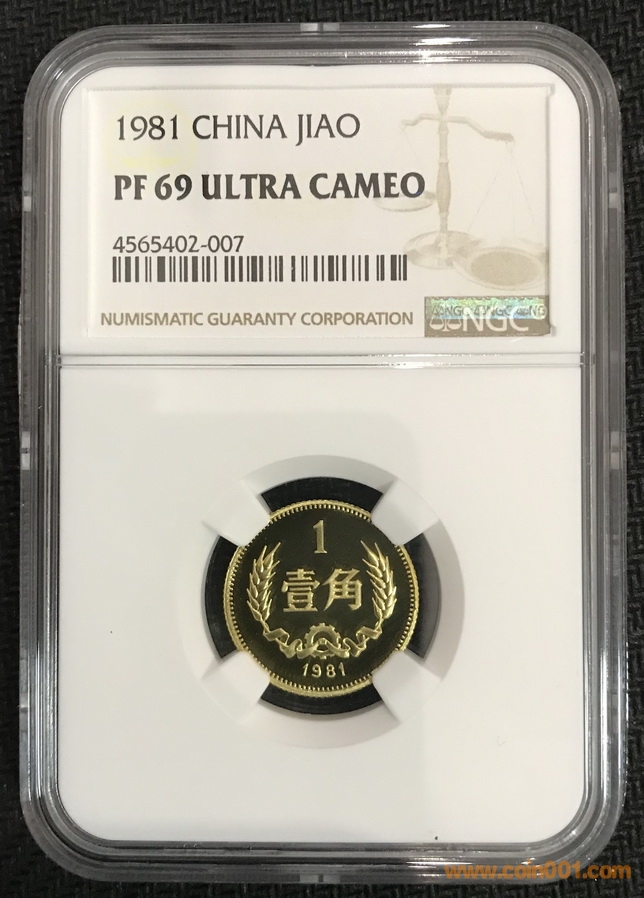 1981 CHINA JIAO
PF 69 ULTRA CAMEO
4565402-007
NUMISMATIC GUARANTY CORPORATION
NGC
1
壹角
1981
www.coin001.com